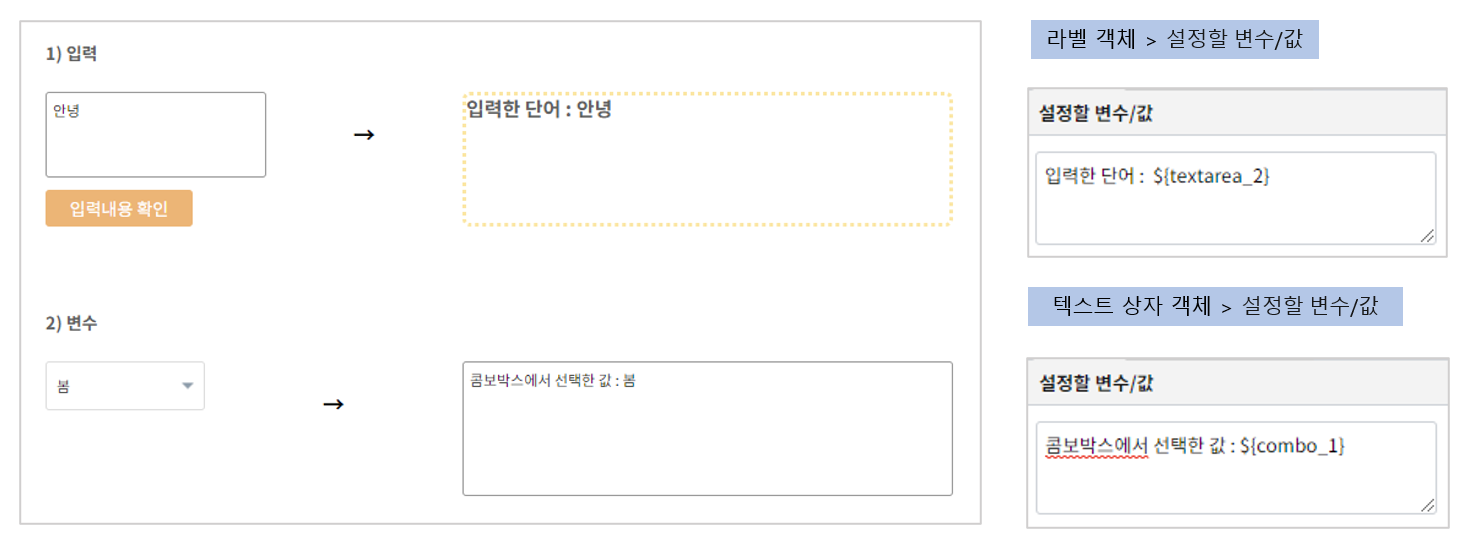 1) 입력
안녕
→
입력한 단어 : 안녕
입력내용 확인
2) 변수
봄
→
콤보박스에서 선택한 값 : 봄
라벨 객체 > 설정할 변수/값
설정할 변수/값
입력한 단어 : ${textarea_2}
텍스트 상자 객체 > 설정할 변수/값
설정할 변수/값
콤보박스에서 선택한 값 : ${combo_1}